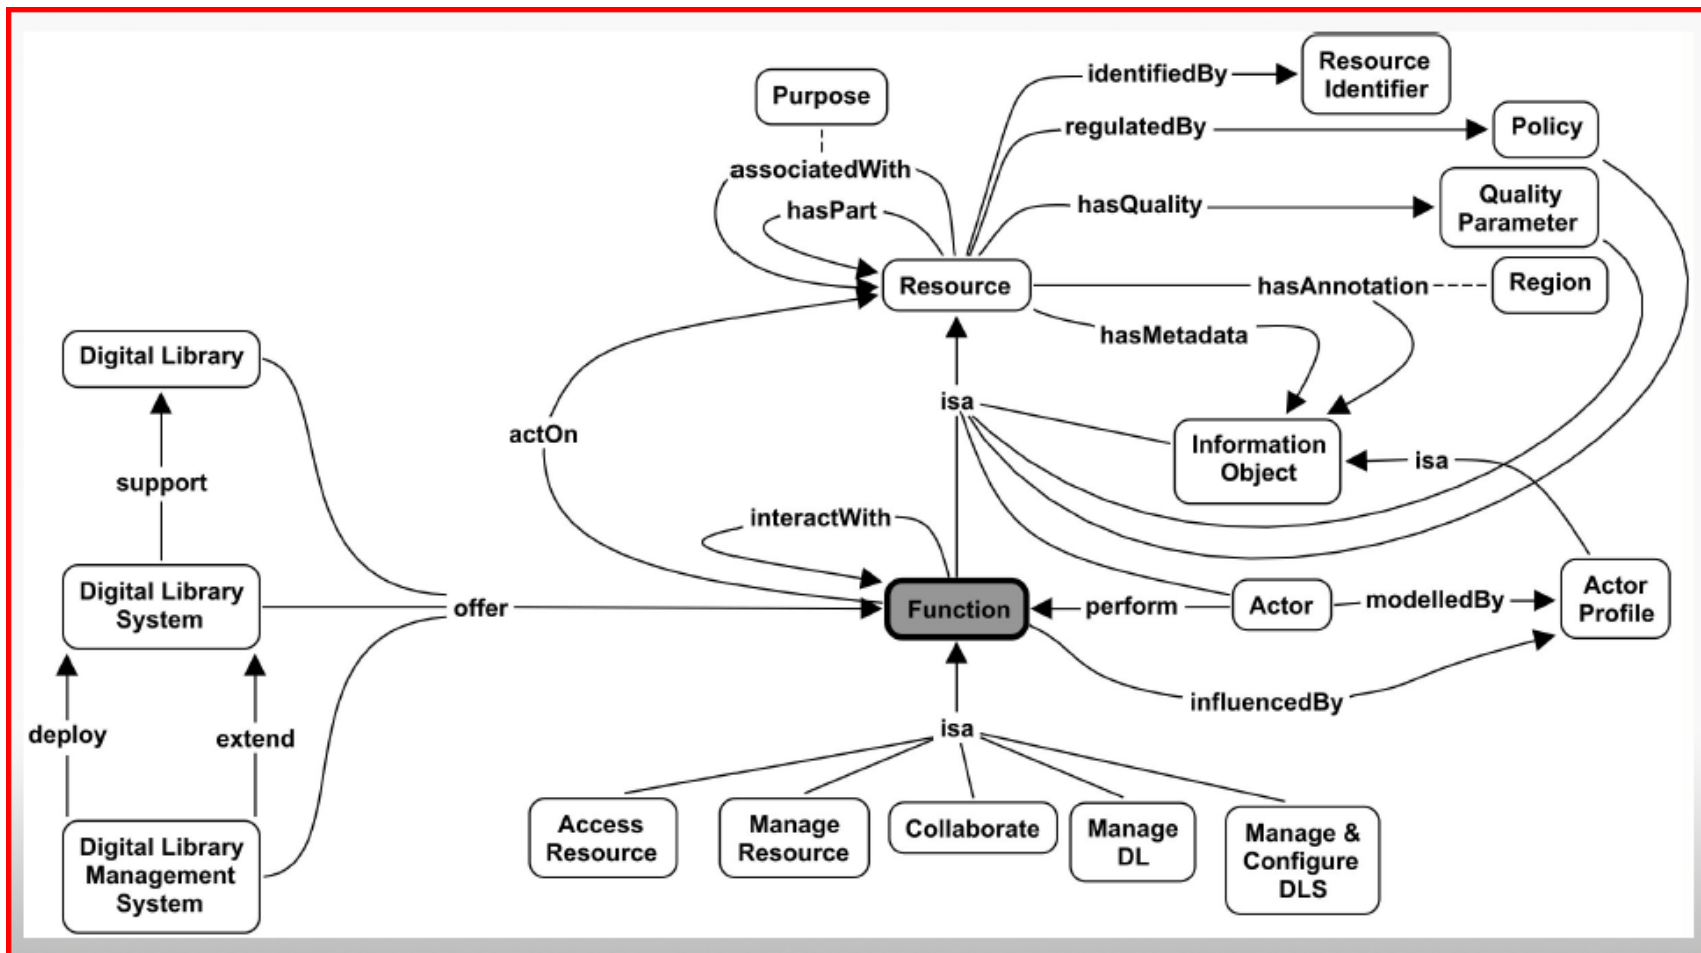 Purpose
identifiedBy
Resource
Identifier
regulatedBy
Policy
associatedWith
hasPart
hasQuality
Quality
Parameter
Resource
hasAnnotation
Region
hasMetadata
Digital Library
isa
actOn
Information
Object
isa
support
interactWith
Digital Library
System
offer
Function
perform
Actor
modelledBy
Actor
Profile
influencedBy
deploy
extend
isa
Digital Library
Management
System
Access
Resource
Manage
Resource
Collaborate
Manage
DL
Manage &
Configure
DLS